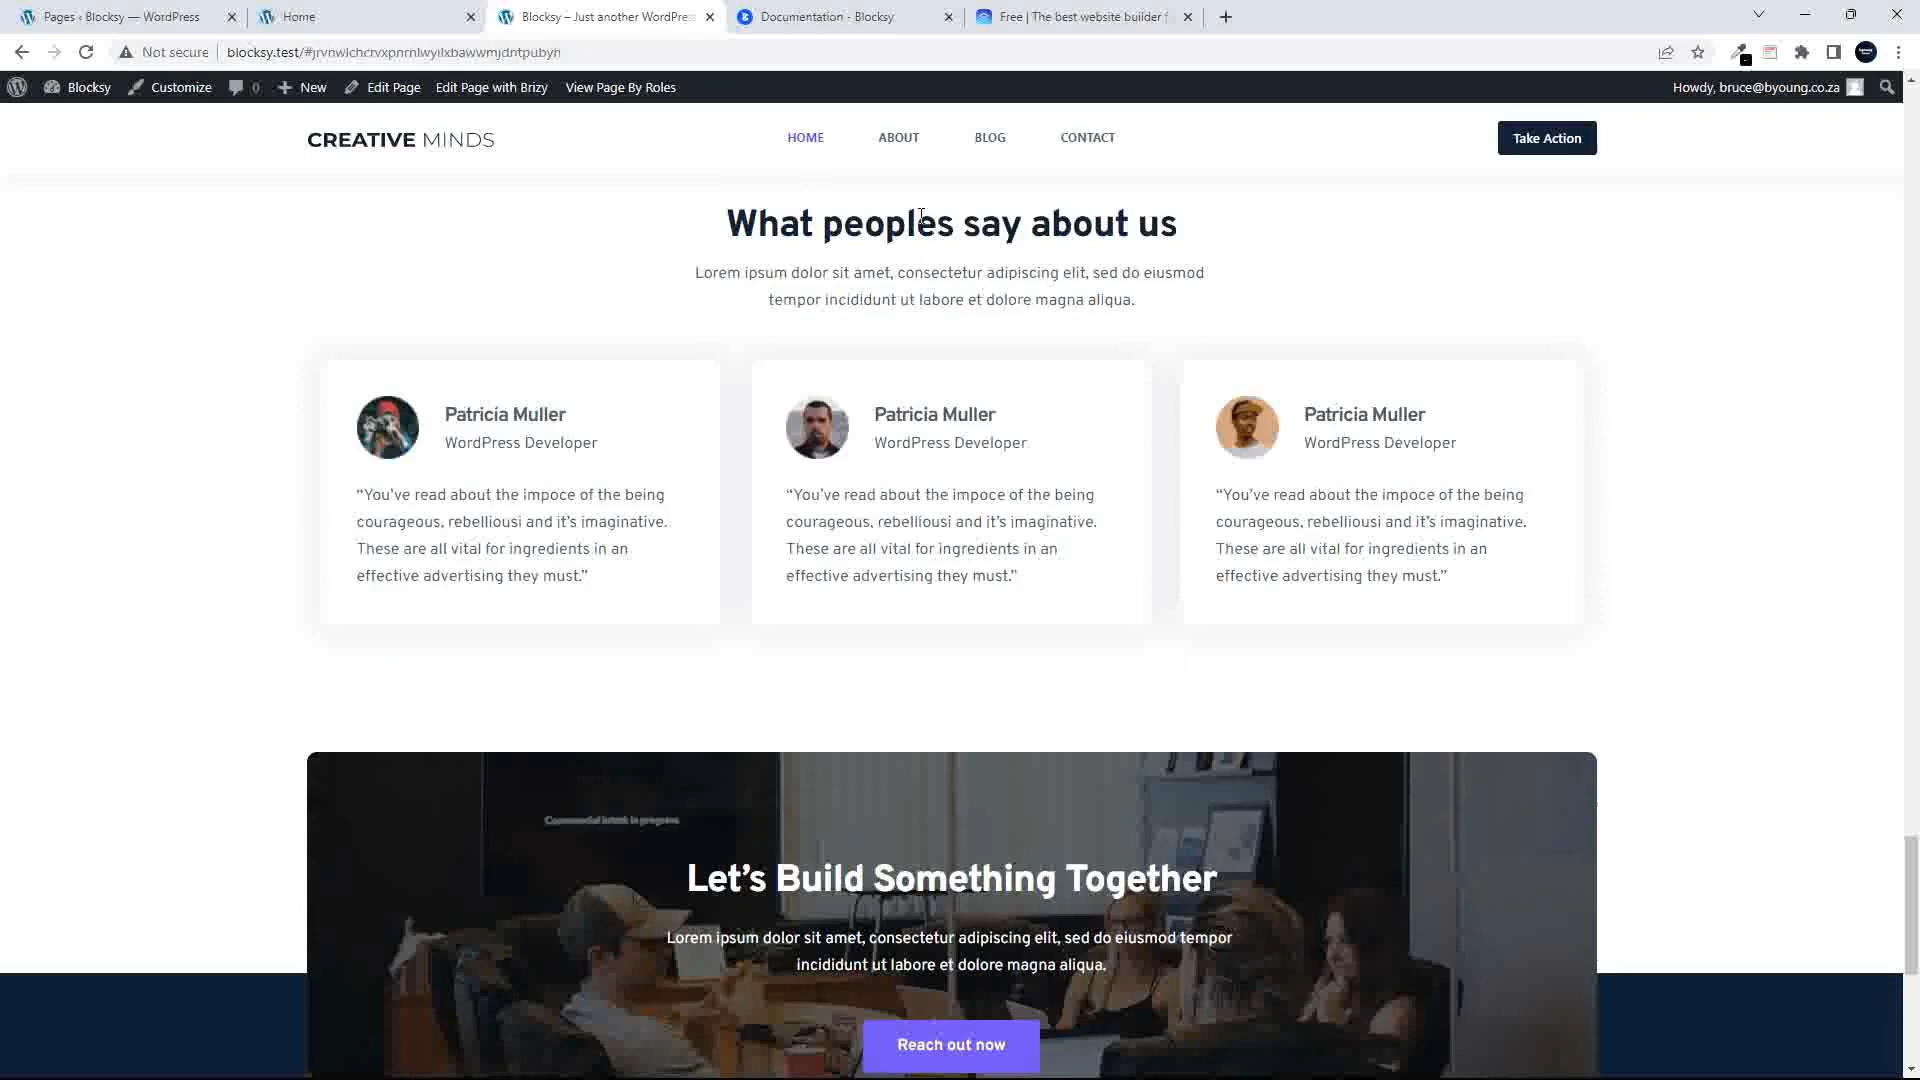 Pages ‹ Blocksy — WordPress
Home
Blocksy – Just another WordPres
Documentation - Blocksy
Free | The best website builder f
Not secure
Blocksy
Customize
0
New
Edit Page
Edit Page with Brizy
View Page By Roles
Howdy, bruce@byoung.co.za
CREATIVE MINDS
HOME
ABOUT
BLOG
CONTACT
Take Action
What peoples say about us
Lorem ipsum dolor sit amet, consectetur adipiscing elit, sed do eiusmod
tempor incididunt ut labore et dolore magna aliqua.
Patricia Muller
WordPress Developer
“You’ve read about the impoce of the being
courageous, rebelliousi and it’s imaginative.
These are all vital for ingredients in an
effective advertising they must.”
Patricia Muller
WordPress Developer
“You’ve read about the impoce of the being
courageous, rebelliousi and it’s imaginative.
These are all vital for ingredients in an
effective advertising they must.”
Patricia Muller
WordPress Developer
“You’ve read about the impoce of the being
courageous, rebelliousi and it’s imaginative.
These are all vital for ingredients in an
effective advertising they must.”
Let’s Build Something Together
Lorem ipsum dolor sit amet, consectetur adipiscing elit, sed do eiusmod tempor
incididunt ut labore et dolore magna aliqua.
Reach out now